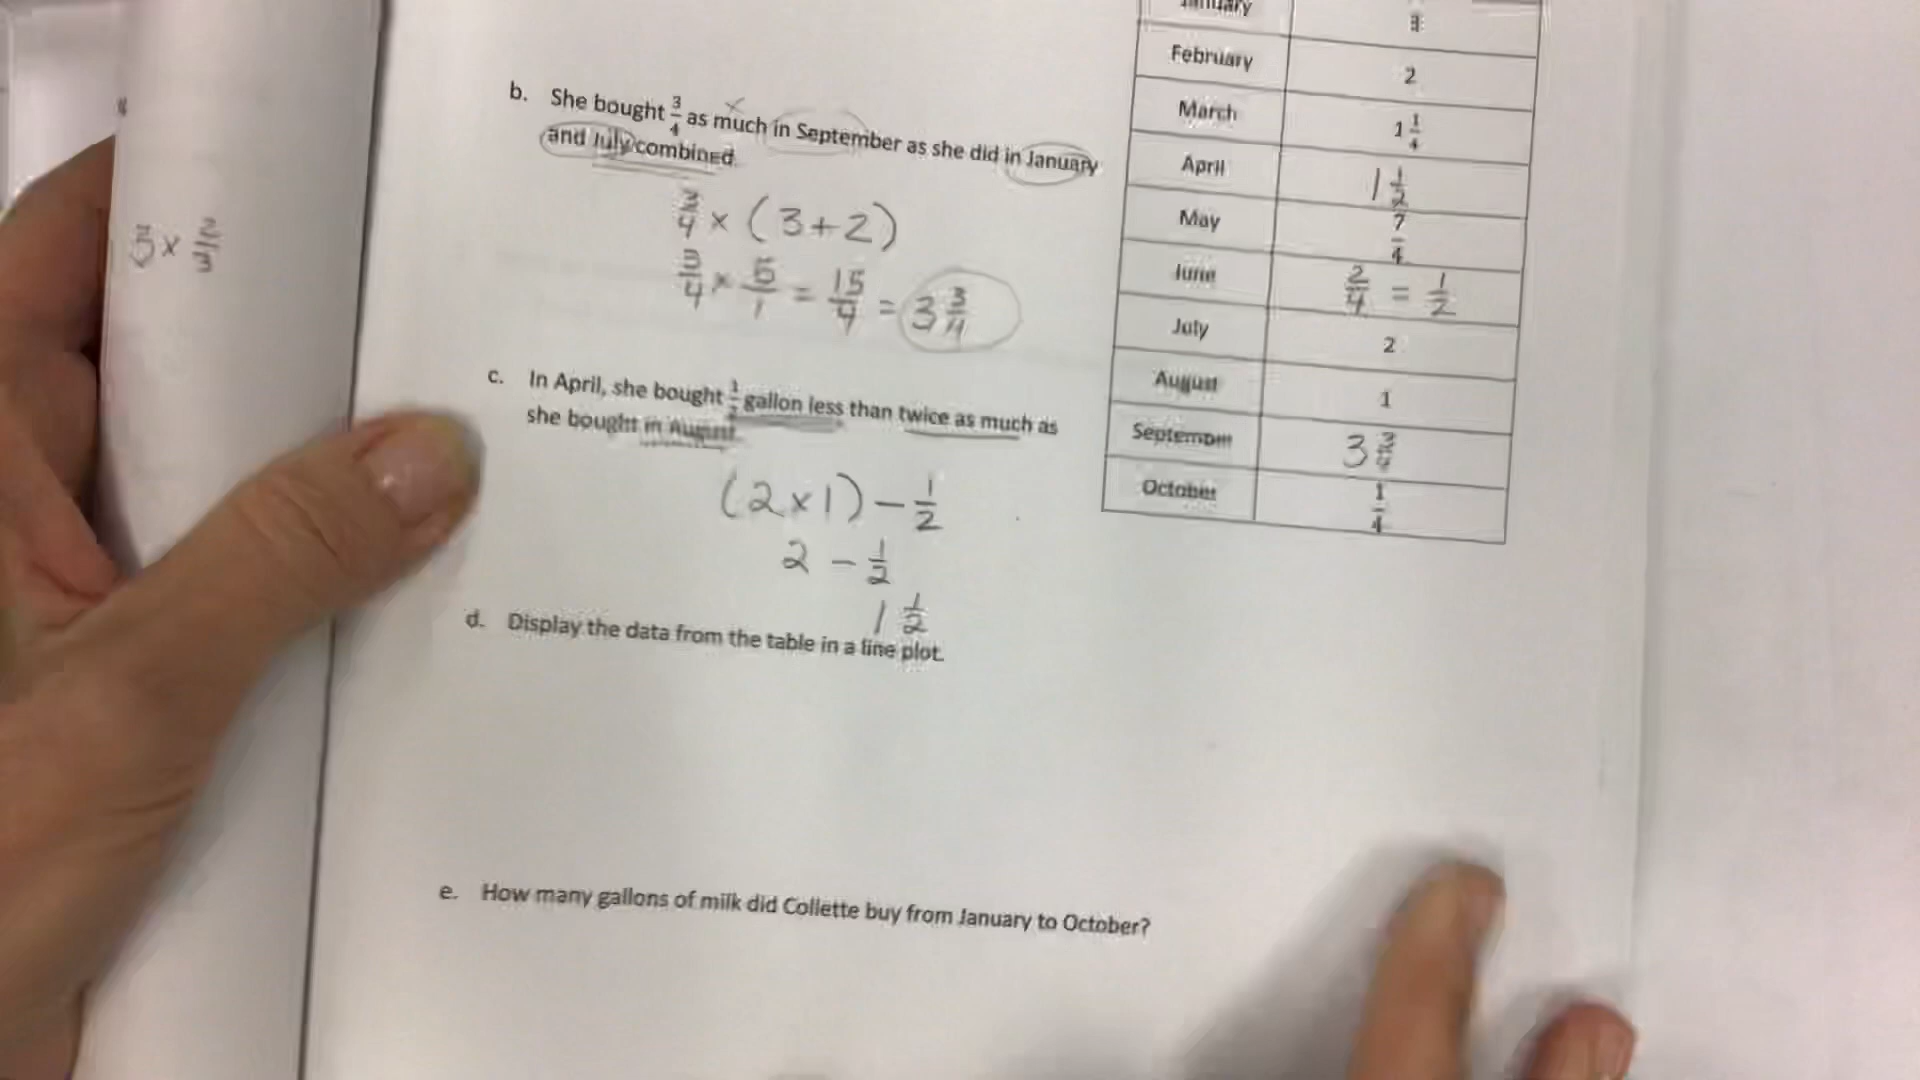 b. She bought 3/4 as much in September as she did in January
and July combined.
3/4 × (3+2)
3/4 × 5/1 = 15/4 = 3 3/4
c. In April, she bought 1/2 gallon less than twice as much as
she bought in August.
(2×1) - 1/2
2 - 1/2
1 1/2
d. Display the data from the table in a line plot.
e. How many gallons of milk did Collette buy from January to October?
January 3
February 2
March 1 1/4
April 1 1/2
May 7/4
June 2/4 = 1/2
July 2
August 1
September 3 3/4
October 1/4
× 2/3